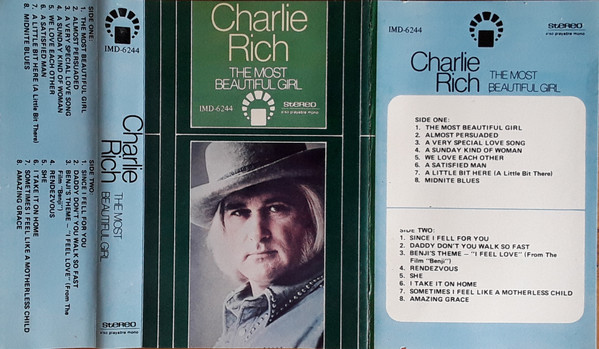 SIDE ONE:
1. THE MOST BEAUTIFUL GIRL
2. ALMOST PERSUADED
3. A VERY SPECIAL LOVE SONG
4. A SUNDAY KIND OF WOMAN
5. WE LOVE EACH OTHER
6. A SATISFIED MAN
7. A LITTLE BIT HERE (A Little Bit There)
8. MIDNITE BLUES
SIDE TWO:
1. SINCE I FELL FOR YOU
2. DADDY DON'T YOU WALK SO FAST
3. BENJI'S THEME – "I FEEL LOVE" (From The
Film "Benji")
4. RENDEZVOUS
5. SHE
6. I TAKE IT ON HOME
7. SOMETIMES I FEEL LIKE A MOTHERLESS CHILD
8. AMAZING GRACE
IMD-6244
Charlie
Rich
THE MOST
BEAUTIFUL GIRL
STEREO
also playable mono
Charlie
Rich
THE MOST
BEAUTIFUL GIRL
IMD-6244
STEREO
also playable mono
IMD-6244
STEREO
also playable mono
Charlie
Rich
THE MOST
BEAUTIFUL GIRL
SIDE ONE:
1. THE MOST BEAUTIFUL GIRL
2. ALMOST PERSUADED
3. A VERY SPECIAL LOVE SONG
4. A SUNDAY KIND OF WOMAN
5. WE LOVE EACH OTHER
6. A SATISFIED MAN
7. A LITTLE BIT HERE (A Little Bit There)
8. MIDNITE BLUES
SIDE TWO:
1. SINCE I FELL FOR YOU
2. DADDY DON'T YOU WALK SO FAST
3. BENJI'S THEME – "I FEEL LOVE" (From The
Film "Benji")
4. RENDEZVOUS
5. SHE
6. I TAKE IT ON HOME
7. SOMETIMES I FEEL LIKE A MOTHERLESS CHILD
8. AMAZING GRACE